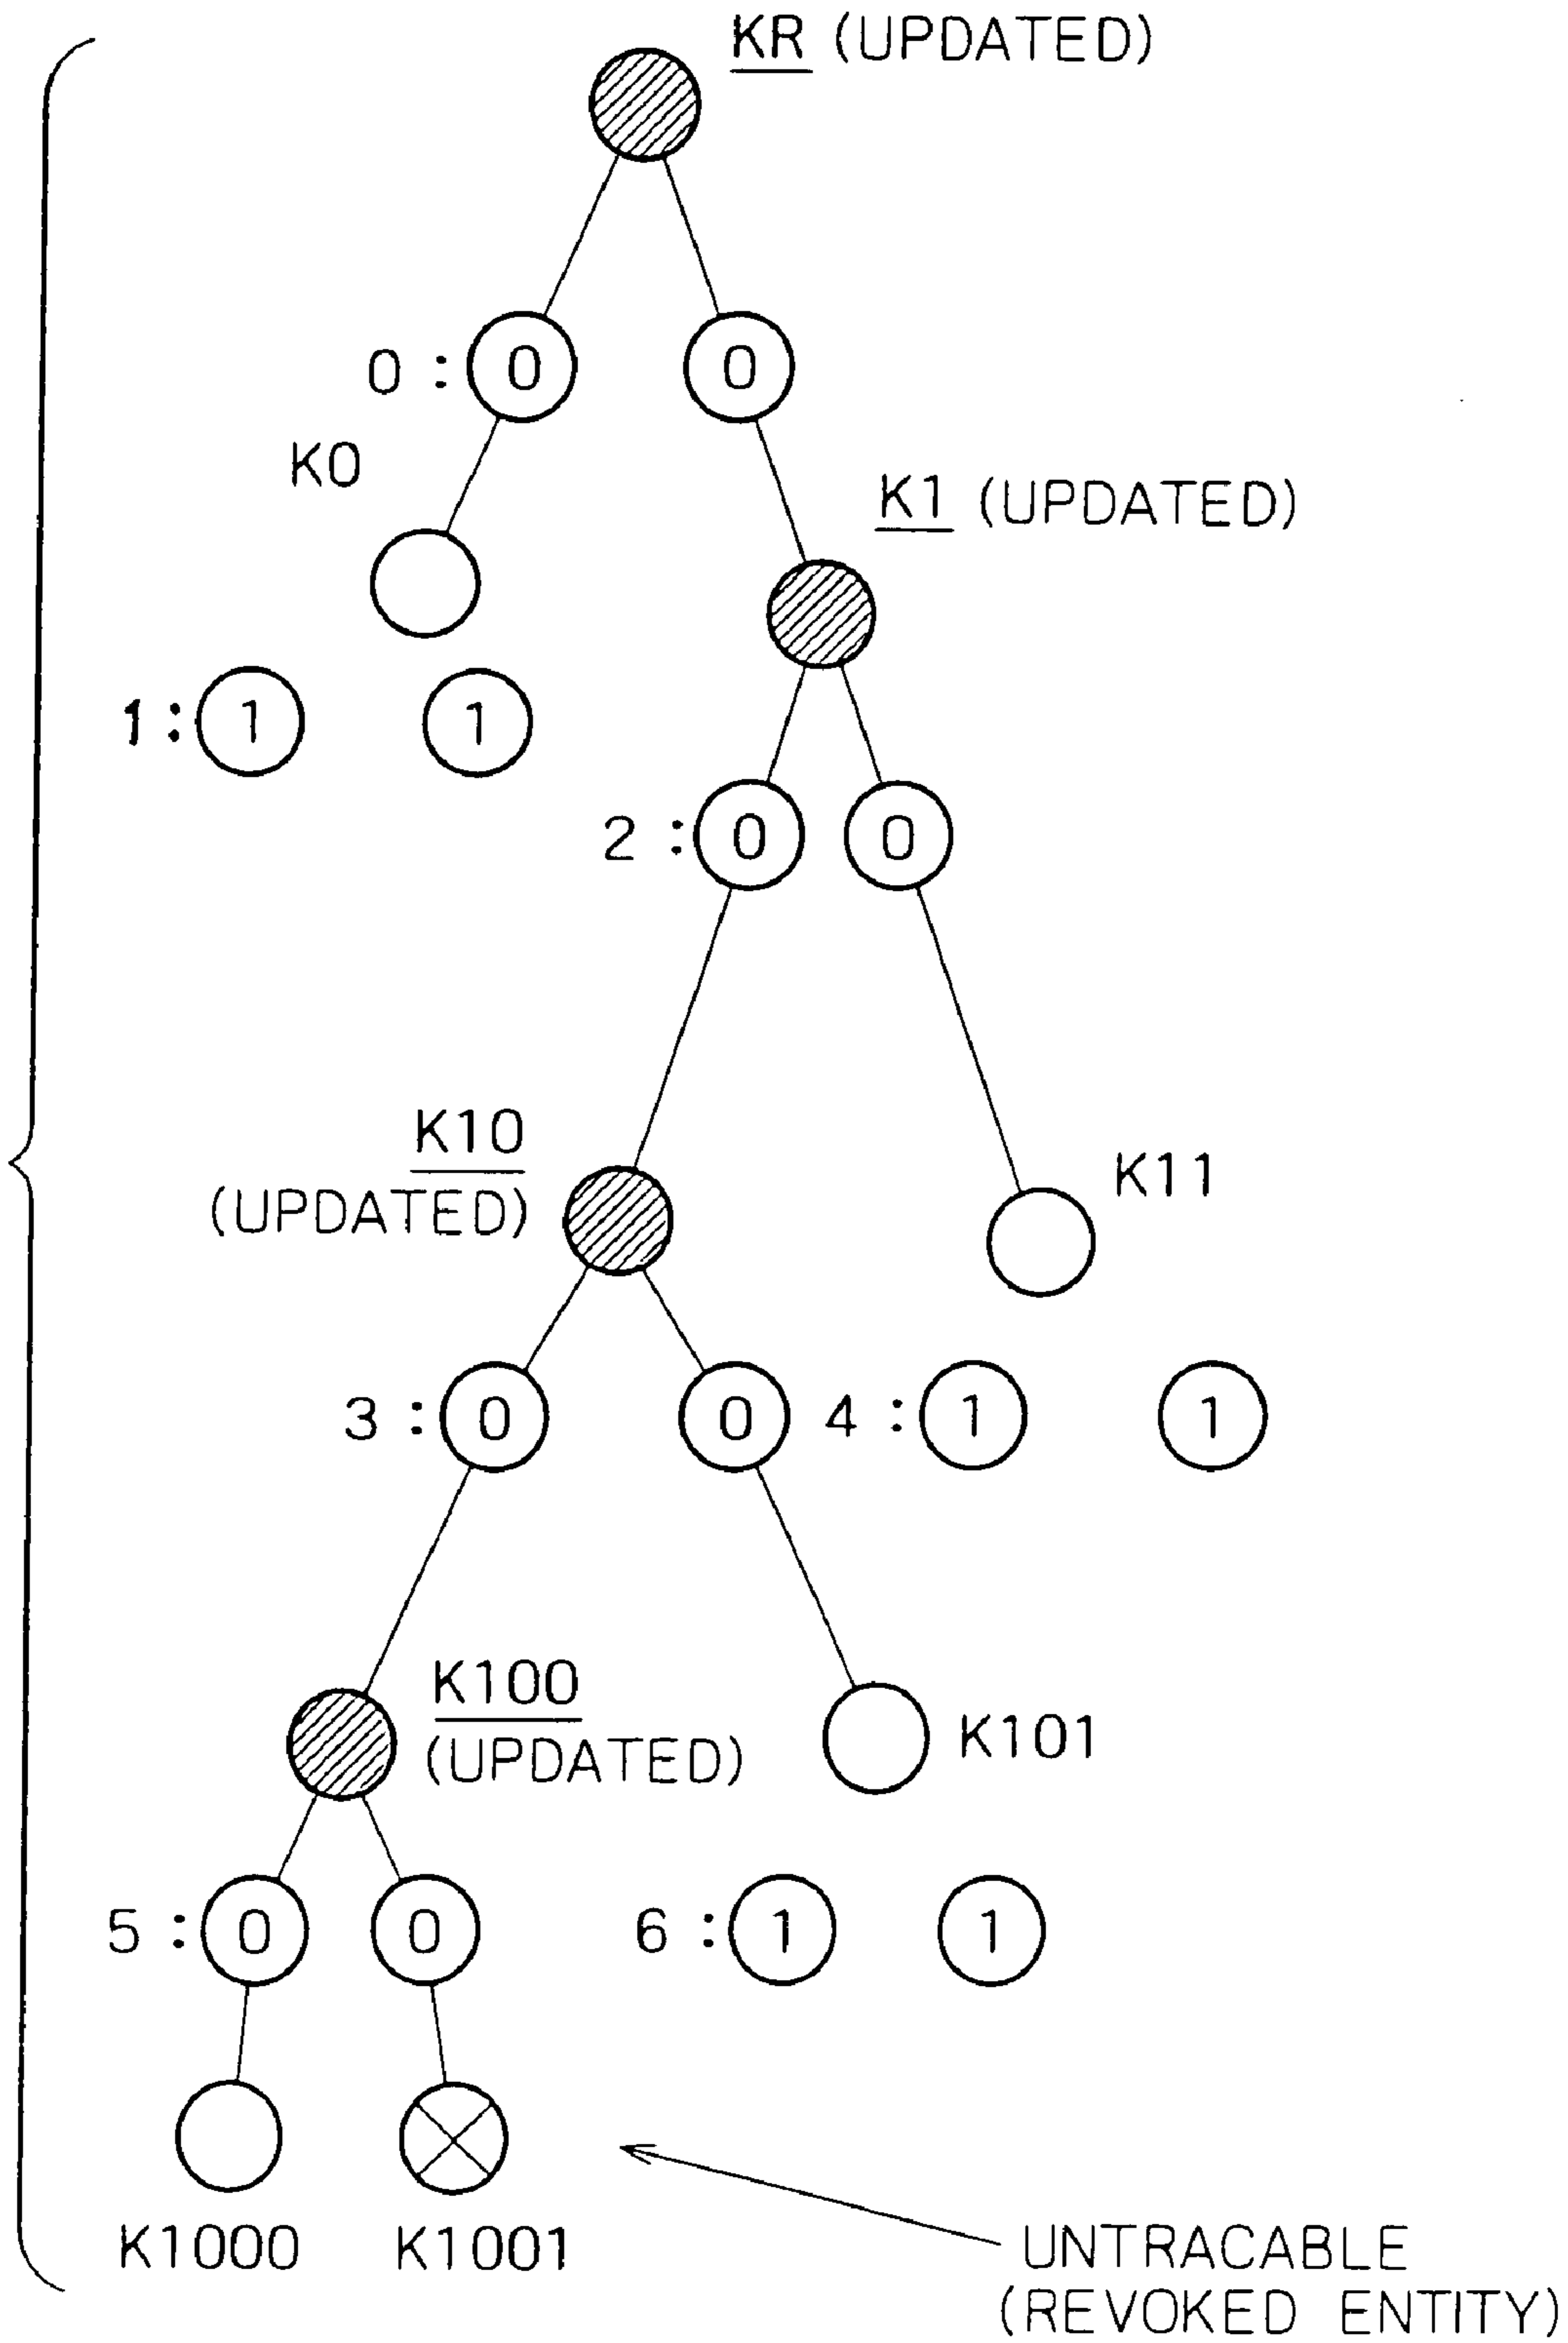 KR (UPDATED)
0 : 0 0
K0
K1 (UPDATED)
1 : 1 1
2 : 0 0
K10
(UPDATED)
K11
3 : 0 0 4 : 1 1
K100
(UPDATED)
K101
5 : 0 0 6 : 1 1
K1000 K1001
UNTRACABLE
(REVOKED ENTITY)